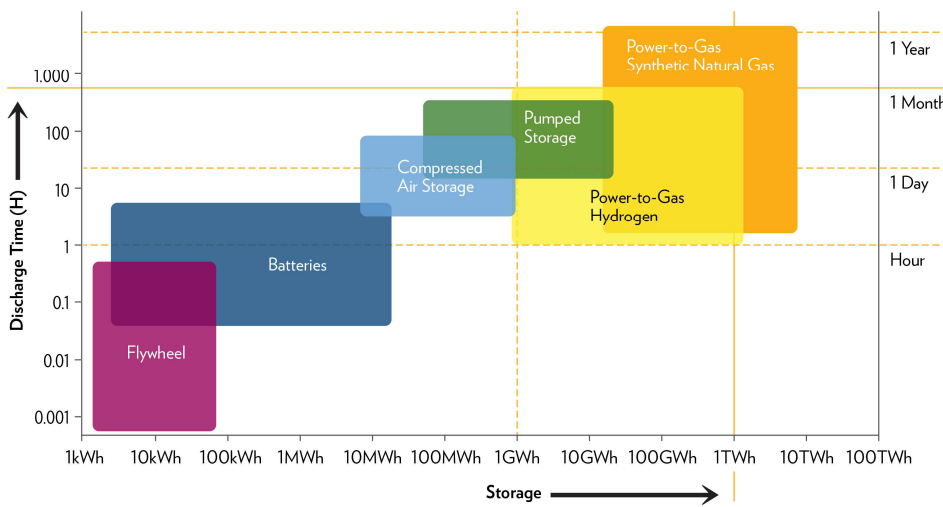 Power-to-Gas
Synthetic Natural Gas
1 Year
1.000
1 Month
Pumped
Storage
100
Compressed
Air Storage
1 Day
10
Power-to-Gas
Hydrogen
1
Hour
Batteries
0.1
Flywheel
0.01
0.001
Discharge Time (H)
1kWh 10kWh 100kWh 1MWh 10MWh 100MWh 1GWh 10GWh 100GWh 1TWh 10TWh 100TWh
Storage